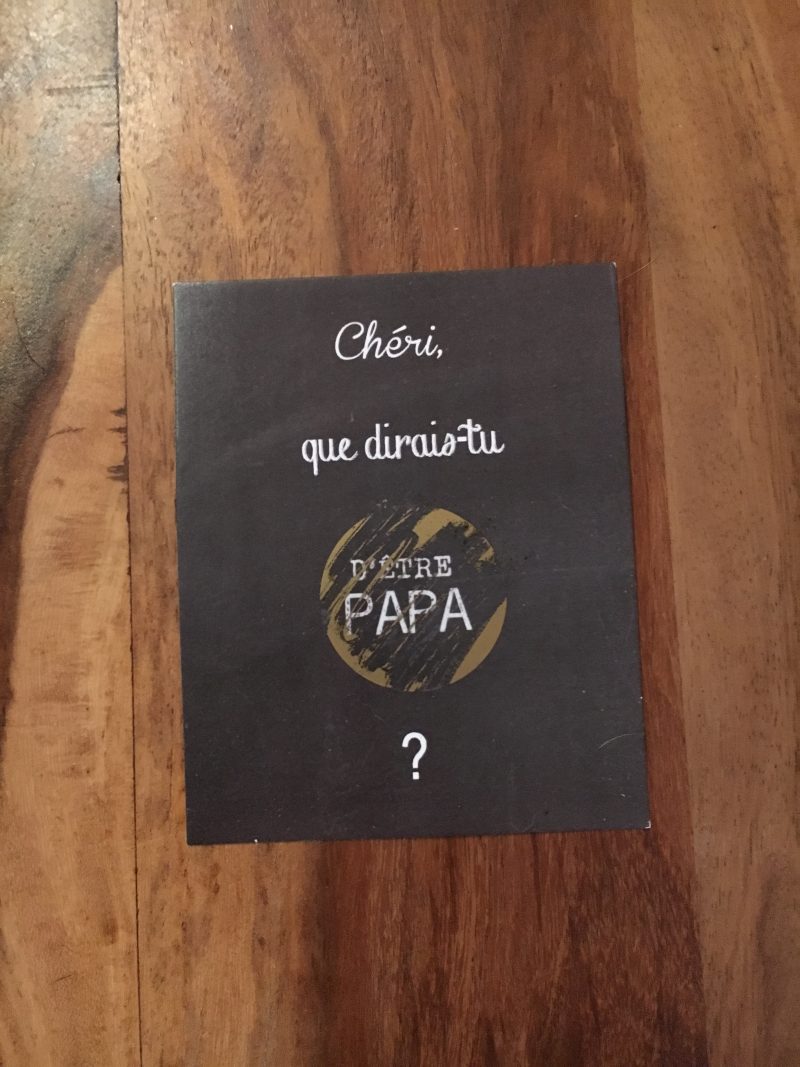 Chéri,
que dirais-tu
D'ÊTRE
PAPA
?